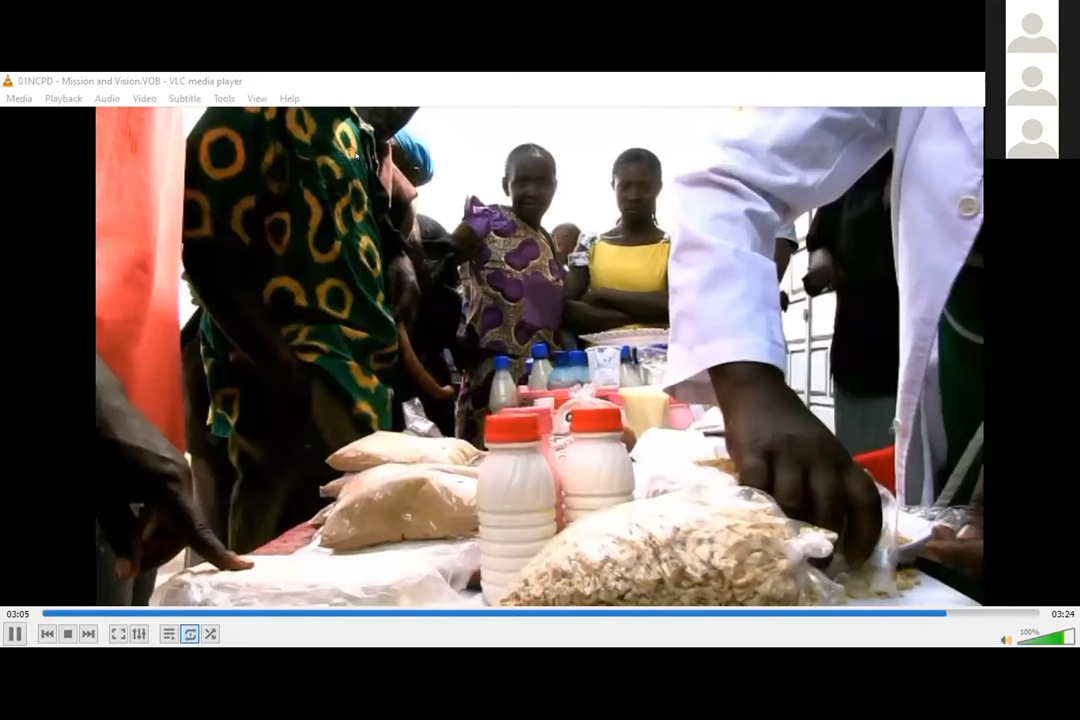 01NCPD - Mission and Vision.VOB - VLC media player
Media Playback Audio Video Subtitle Tools View Help
03:05
03:24
100%